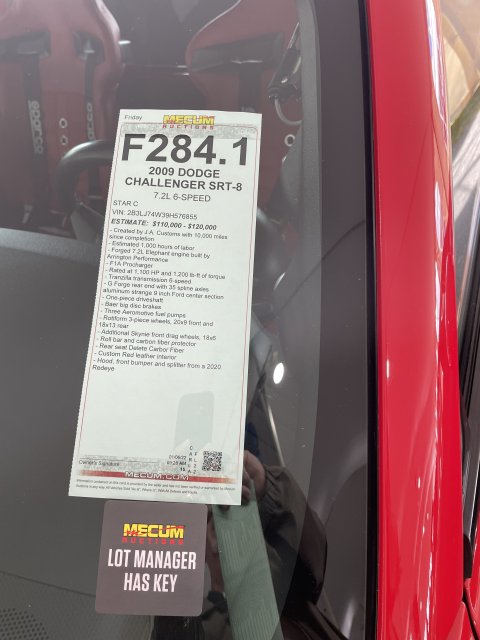 Friday
MECUM
AUCTIONS
F284.1
2009 DODGE
CHALLENGER SRT-8
7.2L 6-SPEED
STAR C
VIN: 2B3LJ74W39H576855
ESTIMATE: $110,000 - $120,000
- Created by J.A. Customs with 10,000 miles
since completion
- Estimated 1,000 hours of labor
- Forged 7.2L Elephant engine built by
Arrington Performance
- F1A Procharger
- Rated at 1,100 HP and 1,200 lb-ft of torque
- Tranzilla transmission 6-speed
- G Forge rear end with 35 spline axles
aluminum strange 9 inch Ford center section
- One-piece driveshaft
- Baer big disc brakes
- Three Aeromotive fuel pumps
- Rotiform 3-piece wheels, 20x9 front and
18x13 rear
- Additional Skynie front drag wheels, 18x6
- Roll bar and carbon fiber protector
- Rear seat Delete Carbor Fiber
- Custom Red leather interior
- Hood, front bumper and splitter from a 2020
Redeye
Owner's Signature
MECUM.COM
MECUM
AUCTIONS
LOT MANAGER
HAS KEY
sparco